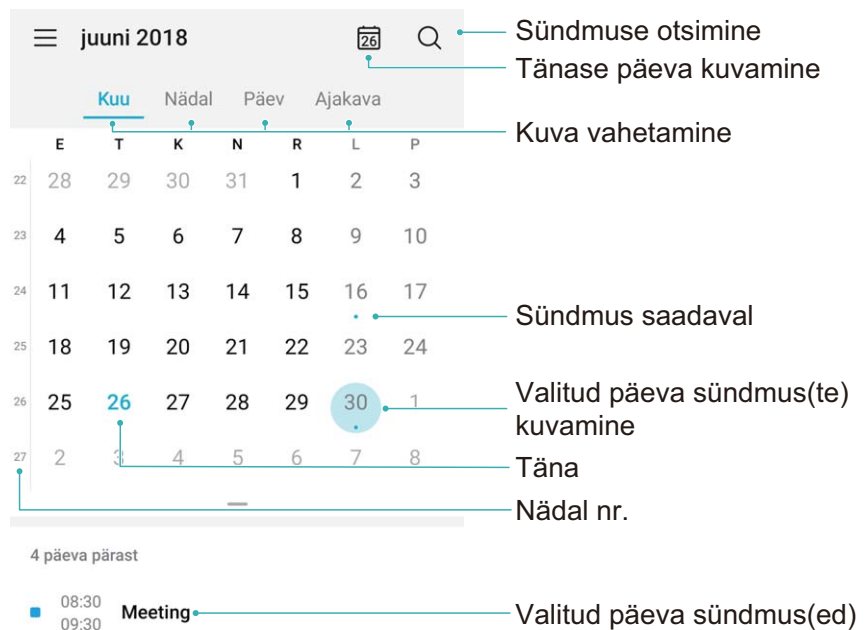 juuni 2018 26
Sündmuse otsimine
Tänase päeva kuvamine
Kuu Nädal Päev Ajakava
Kuva vahetamine
E T K N R L P
22 28 29 30 31 1 2 3
23 4 5 6 7 8 9 10
24 11 12 13 14 15 16 17
Sündmus saadaval
25 18 19 20 21 22 23 24
26 25 26 27 28 29 30 1
Valitud päeva sündmus(te)
kuvamine
27 2 3 4 5 6 7 8
Täna
Nädal nr.
4 päeva pärast
08:30
09:30
Meeting
Valitud päeva sündmus(ed)